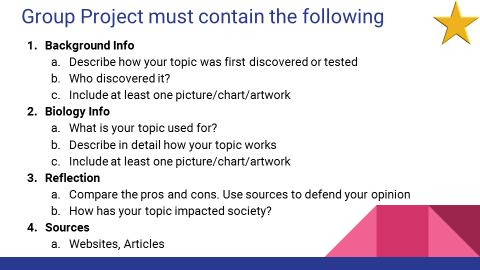 Group Project must contain the following
1. Background Info
a. Describe how your topic was first discovered or tested
b. Who discovered it?
c. Include at least one picture/chart/artwork
2. Biology Info
a. What is your topic used for?
b. Describe in detail how your topic works
c. Include at least one picture/chart/artwork
3. Reflection
a. Compare the pros and cons. Use sources to defend your opinion
b. How has your topic impacted society?
4. Sources
a. Websites, Articles